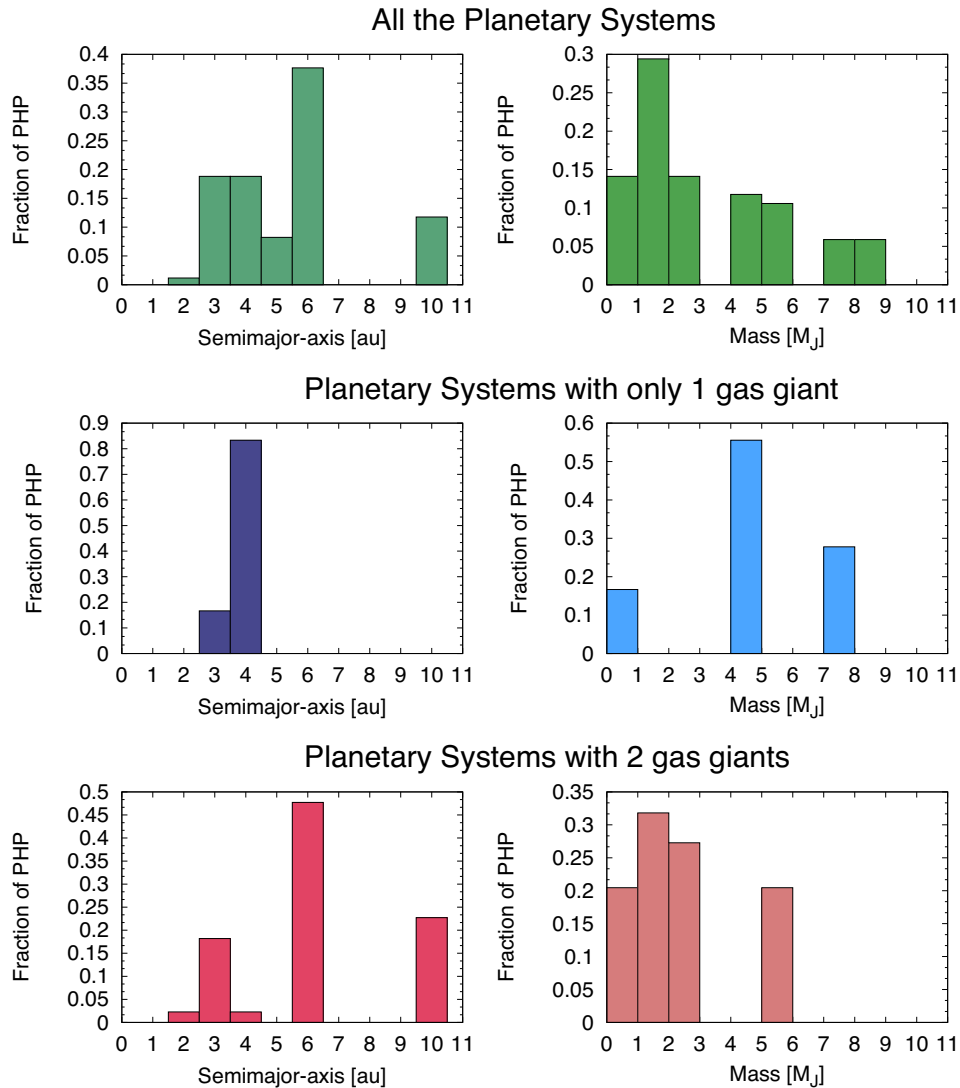 All the Planetary Systems
Fraction of PHP
0.4
0.35
0.3
0.25
0.2
0.15
0.1
0.05
0
0 1 2 3 4 5 6 7 8 9 10 11
Semimajor-axis [au]
Fraction of PHP
0.3
0.25
0.2
0.15
0.1
0.05
0
0 1 2 3 4 5 6 7 8 9 10 11
Mass [M_J]
Planetary Systems with only 1 gas giant
Fraction of PHP
0.9
0.8
0.7
0.6
0.5
0.4
0.3
0.2
0.1
0
0 1 2 3 4 5 6 7 8 9 10 11
Semimajor-axis [au]
Fraction of PHP
0.6
0.5
0.4
0.3
0.2
0.1
0
0 1 2 3 4 5 6 7 8 9 10 11
Mass [M_J]
Planetary Systems with 2 gas giants
Fraction of PHP
0.5
0.45
0.4
0.35
0.3
0.25
0.2
0.15
0.1
0.05
0
0 1 2 3 4 5 6 7 8 9 10 11
Semimajor-axis [au]
Fraction of PHP
0.35
0.3
0.25
0.2
0.15
0.1
0.05
0
0 1 2 3 4 5 6 7 8 9 10 11
Mass [M_J]